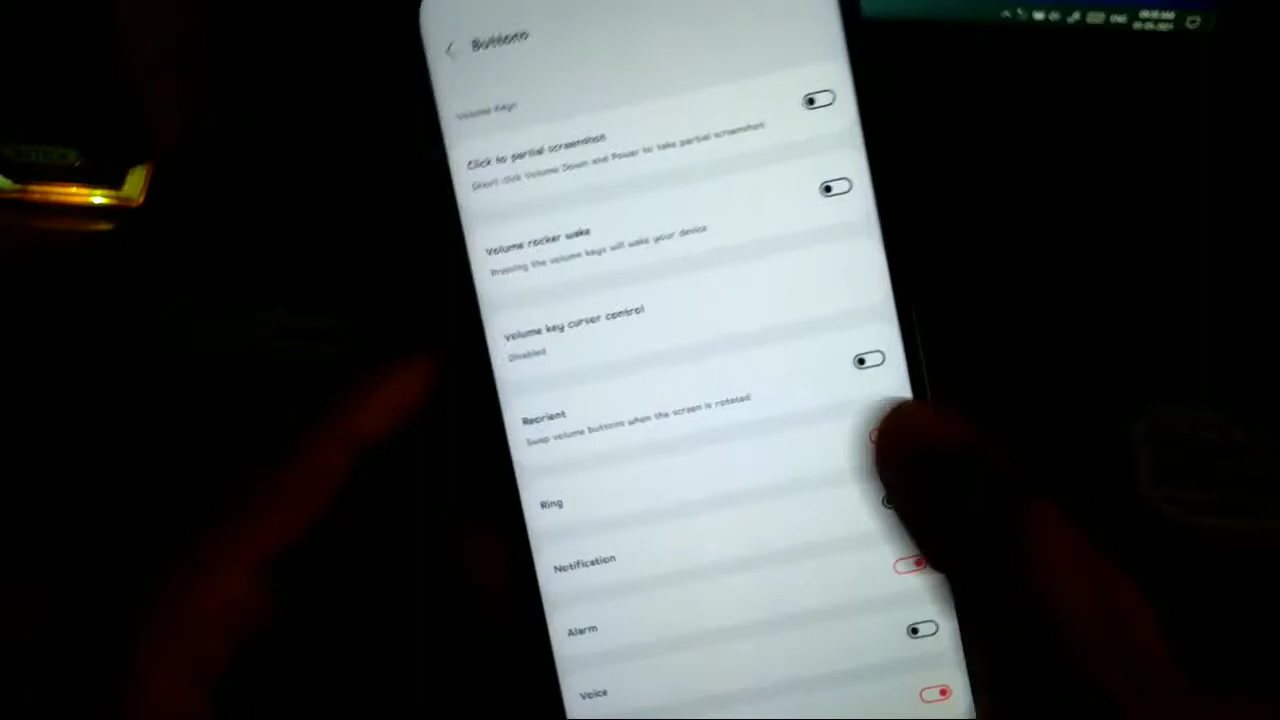 Buttons
Volume Keys
Click to partial screenshot
Short click Volume Down and Power to take partial screenshot
Volume rocker wake
Pressing the volume keys will wake your device
Volume key cursor control
Disabled
Reorient
Swap volume buttons when the screen is rotated
Ring
Notification
Alarm
Voice